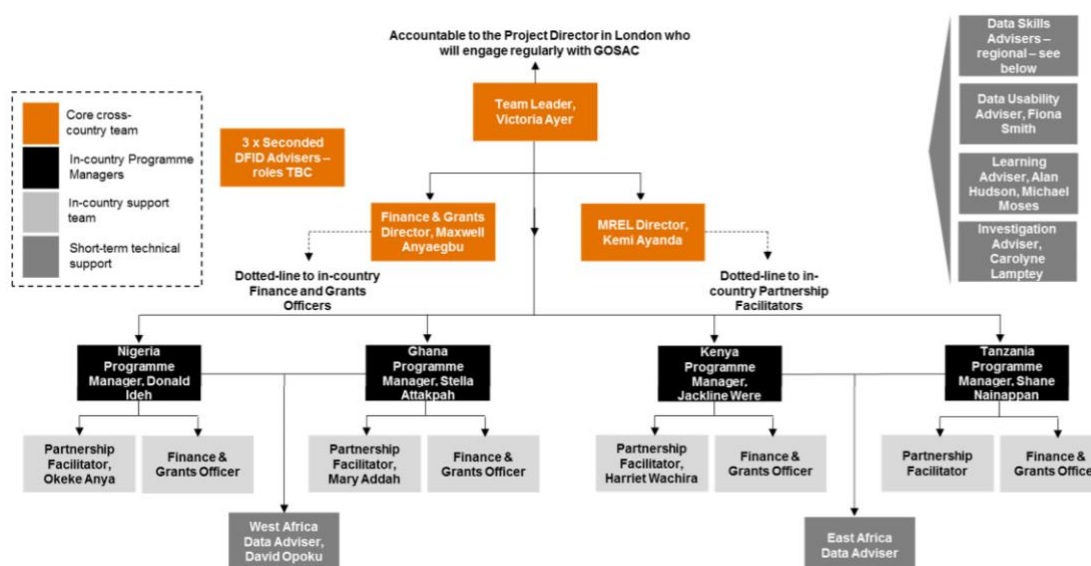 Accountable to the Project Director in London who
will engage regularly with GOSAC
Data Skills
Advisers –
regional – see
below
Data Usability
Adviser, Fiona
Smith
Learning
Adviser, Alan
Hudson, Michael
Moses
Investigation
Adviser,
Carolyne
Lamptey
Core cross-
country team
In-country Programme
Managers
In-country support
team
Short-term technical
support
Team Leader,
Victoria Ayer
3 x Seconded
DFID Advisers –
roles TBC
Finance & Grants
Director, Maxwell
Anyaegbu
MREL Director,
Kemi Ayanda
Dotted-line to in-country
Finance and Grants
Officers
Dotted-line to in-
country Partnership
Facilitators
Nigeria
Programme
Manager, Donald
Ideh
Ghana
Programme
Manager, Stella
Attakpah
Kenya
Programme
Manager,
Jackline Were
Tanzania
Programme
Manager, Shane
Nainappan
Partnership
Facilitator,
Okeke Anya
Finance &
Grants Officer
Partnership
Facilitator,
Mary Addah
Finance &
Grants Officer
Partnership
Facilitator,
Harriet Wachira
Finance &
Grants Officer
Partnership
Facilitator
Finance &
Grants Office
West Africa
Data Adviser,
David Opoku
East Africa
Data Adviser